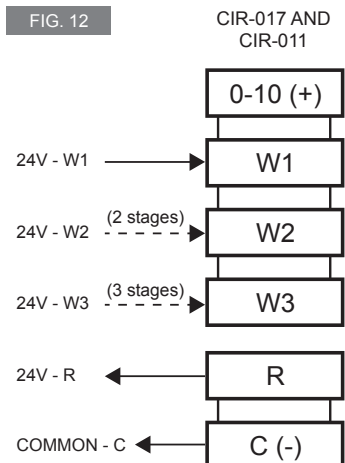 FIG. 12
CIR-017 AND
CIR-011
0-10 (+)
24V - W1
W1
24V - W2
(2 stages)
W2
24V - W3
(3 stages)
W3
24V - R
R
COMMON - C
C (-)